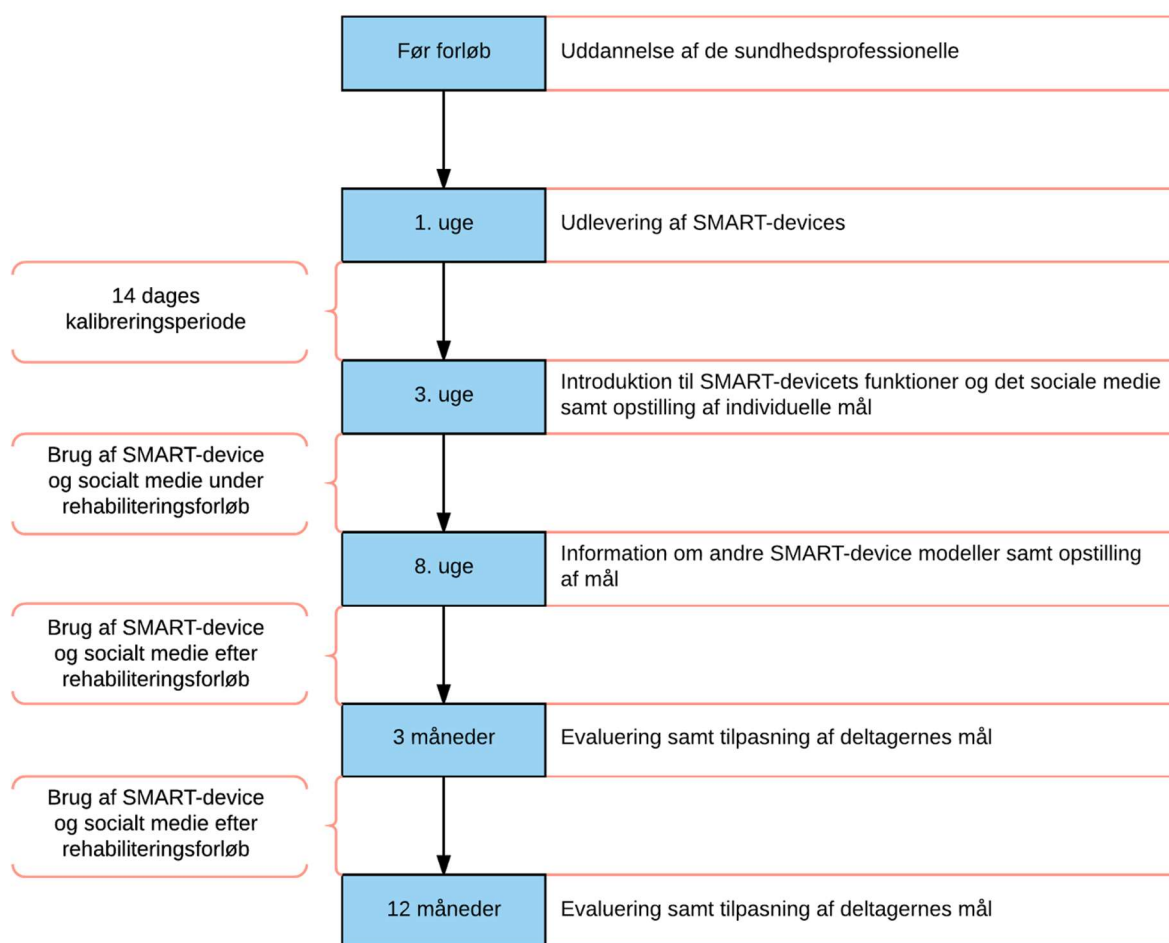 Før forløb
Uddannelse af de sundhedsprofessionelle
1. uge
Udlevering af SMART-devices
14 dages
kalibreringsperiode
3. uge
Introduktion til SMART-devicets funktioner og det sociale medie
samt opstilling af individuelle mål
Brug af SMART-device
og socialt medie under
rehabiliteringsforløb
8. uge
Information om andre SMART-device modeller samt opstilling
af mål
Brug af SMART-device
og socialt medie efter
rehabiliteringsforløb
3 måneder
Evaluering samt tilpasning af deltagernes mål
Brug af SMART-device
og socialt medie efter
rehabiliteringsforløb
12 måneder
Evaluering samt tilpasning af deltagernes mål